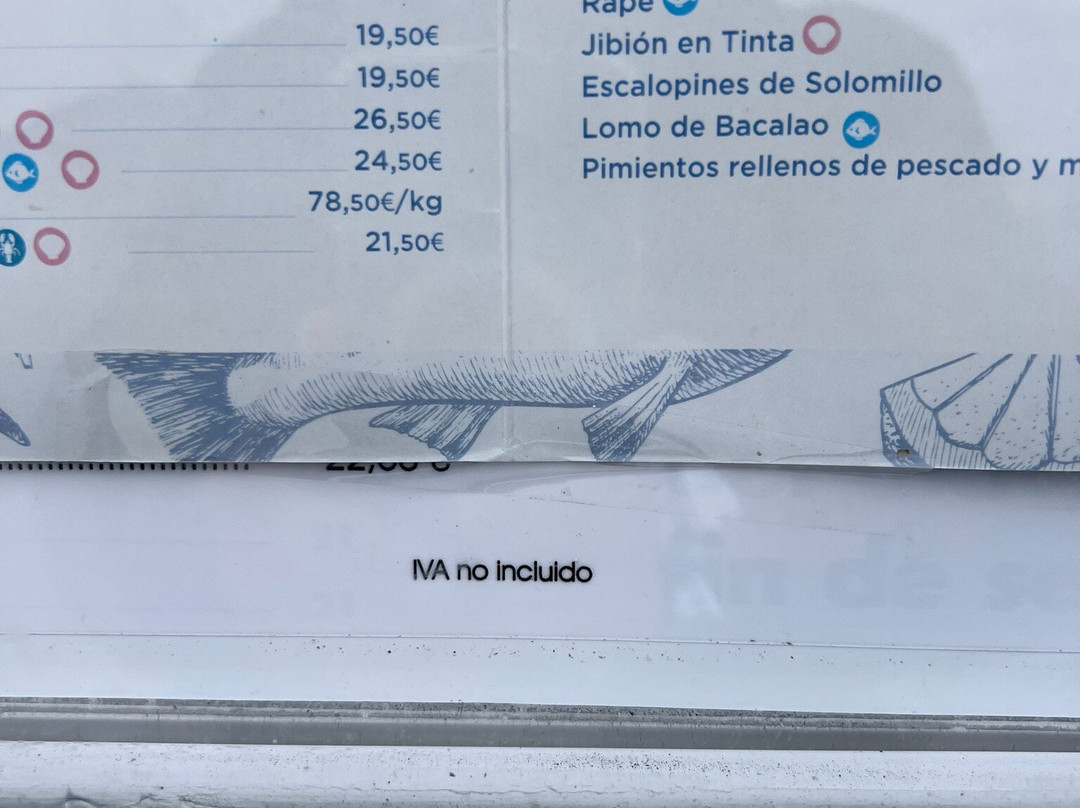 19,50€
19,50€
26,50€
24,50€
78,50€/kg
21,50€
Rape
Jibión en Tinta
Escalopines de Solomillo
Lomo de Bacalao
Pimientos rellenos de pescado y m
IVA no incluido